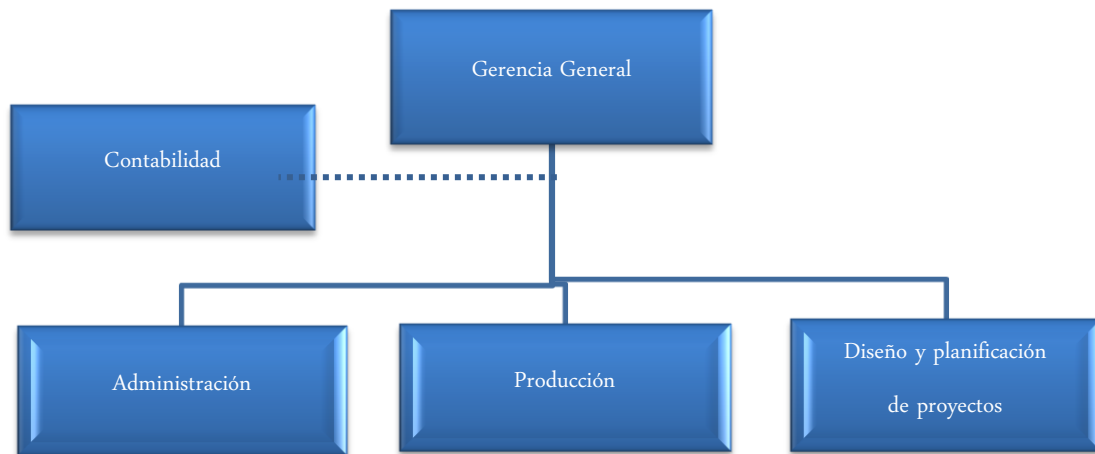 Gerencia General
Contabilidad
Administración
Producción
Diseño y planificación
de proyectos